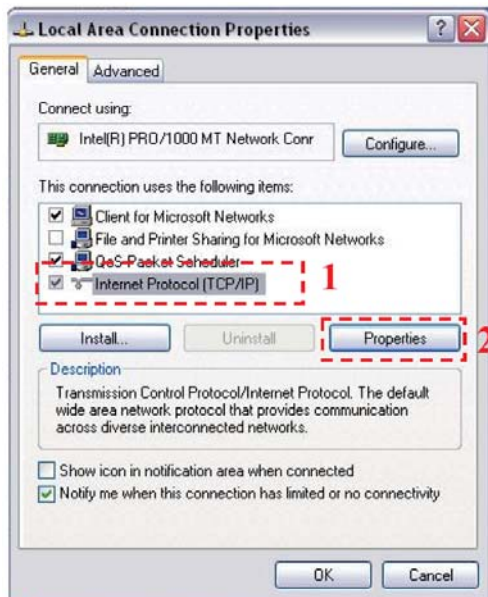 Local Area Connection Properties
General Advanced
Connect using:
Intel(R) PRO/1000 MT Network Conr Configure...
This connection uses the following items:
Client for Microsoft Networks
File and Printer Sharing for Microsoft Networks
QoS Packet Scheduler
Internet Protocol (TCP/IP) 1
Install... Uninstall Properties 2
Description
Transmission Control Protocol/Internet Protocol. The default
wide area network protocol that provides communication
across diverse interconnected networks.
Show icon in notification area when connected
Notify me when this connection has limited or no connectivity
OK Cancel